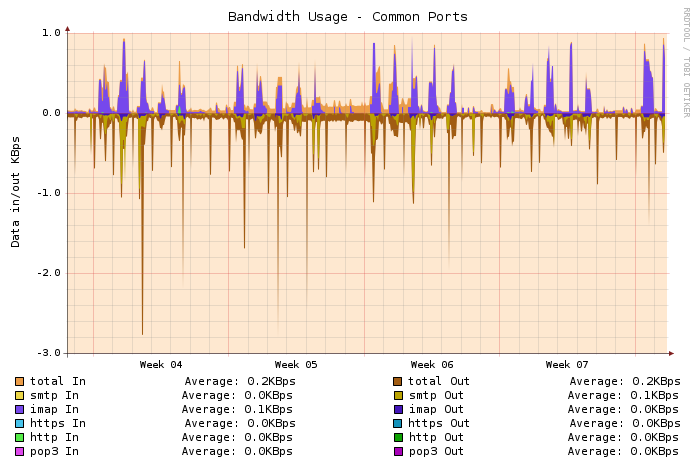 Bandwidth Usage - Common Ports
RRDTOOL / TOBI OETIKER
Data in/out KBps
1.0
0.0
-1.0
-2.0
-3.0
Week 04 Week 05 Week 06 Week 07
total In Average: 0.2KBps total Out Average: 0.2KBps
smtp In Average: 0.0KBps smtp Out Average: 0.1KBps
imap In Average: 0.1KBps imap Out Average: 0.0KBps
https In Average: 0.0KBps https Out Average: 0.0KBps
http In Average: 0.0KBps http Out Average: 0.0KBps
pop3 In Average: 0.0KBps pop3 Out Average: 0.0KBps